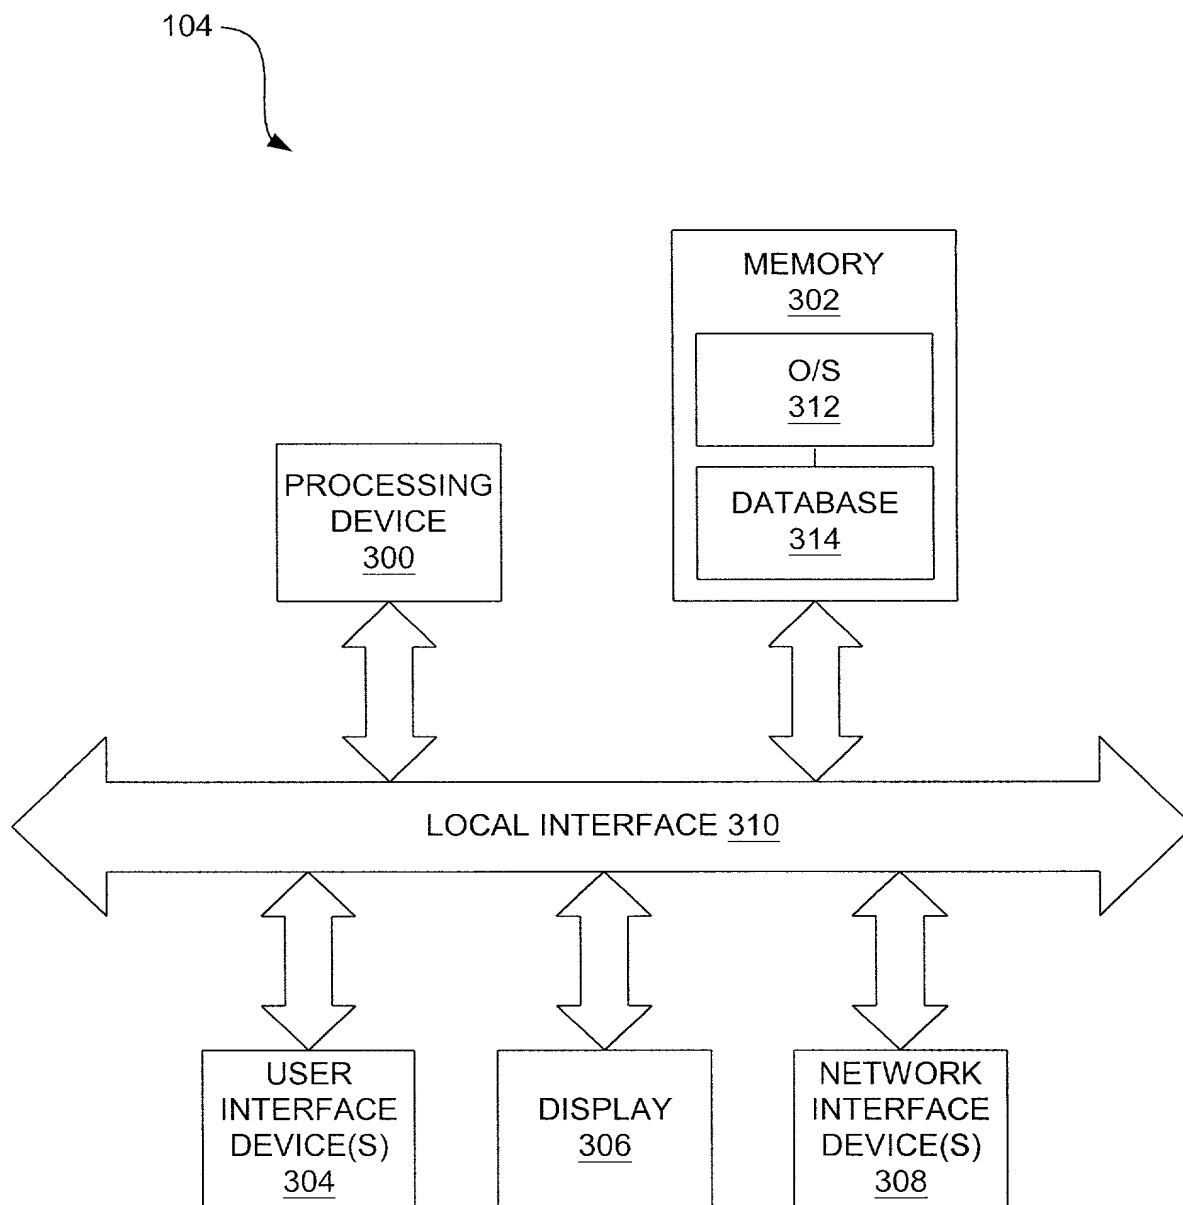 104
MEMORY
302
O/S
312
PROCESSING
DEVICE
300
DATABASE
314
LOCAL INTERFACE 310
USER
INTERFACE
DEVICE(S)
304
DISPLAY
306
NETWORK
INTERFACE
DEVICE(S)
308